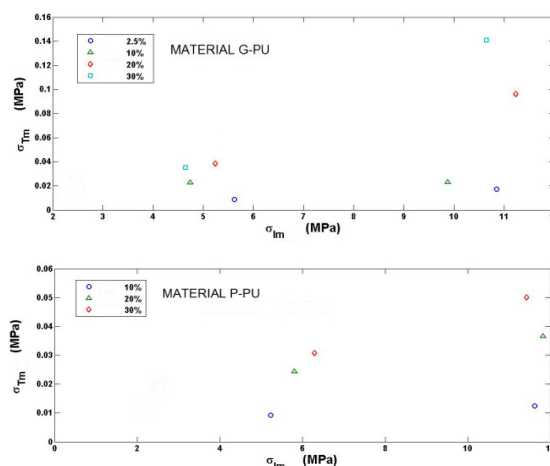 0.16
0.14
0.12
0.1
0.08
0.06
0.04
0.02
0
σTm (MPa)
2.5%
10%
20%
30%
MATERIAL G-PU
2 3 4 5 6 7 8 9 10 11
σlm (MPa)
0.06
0.05
0.04
0.03
0.02
0.01
0
σTm (MPa)
10%
20%
30%
MATERIAL P-PU
0 2 4 6 8 10 12
σlm (MPa)